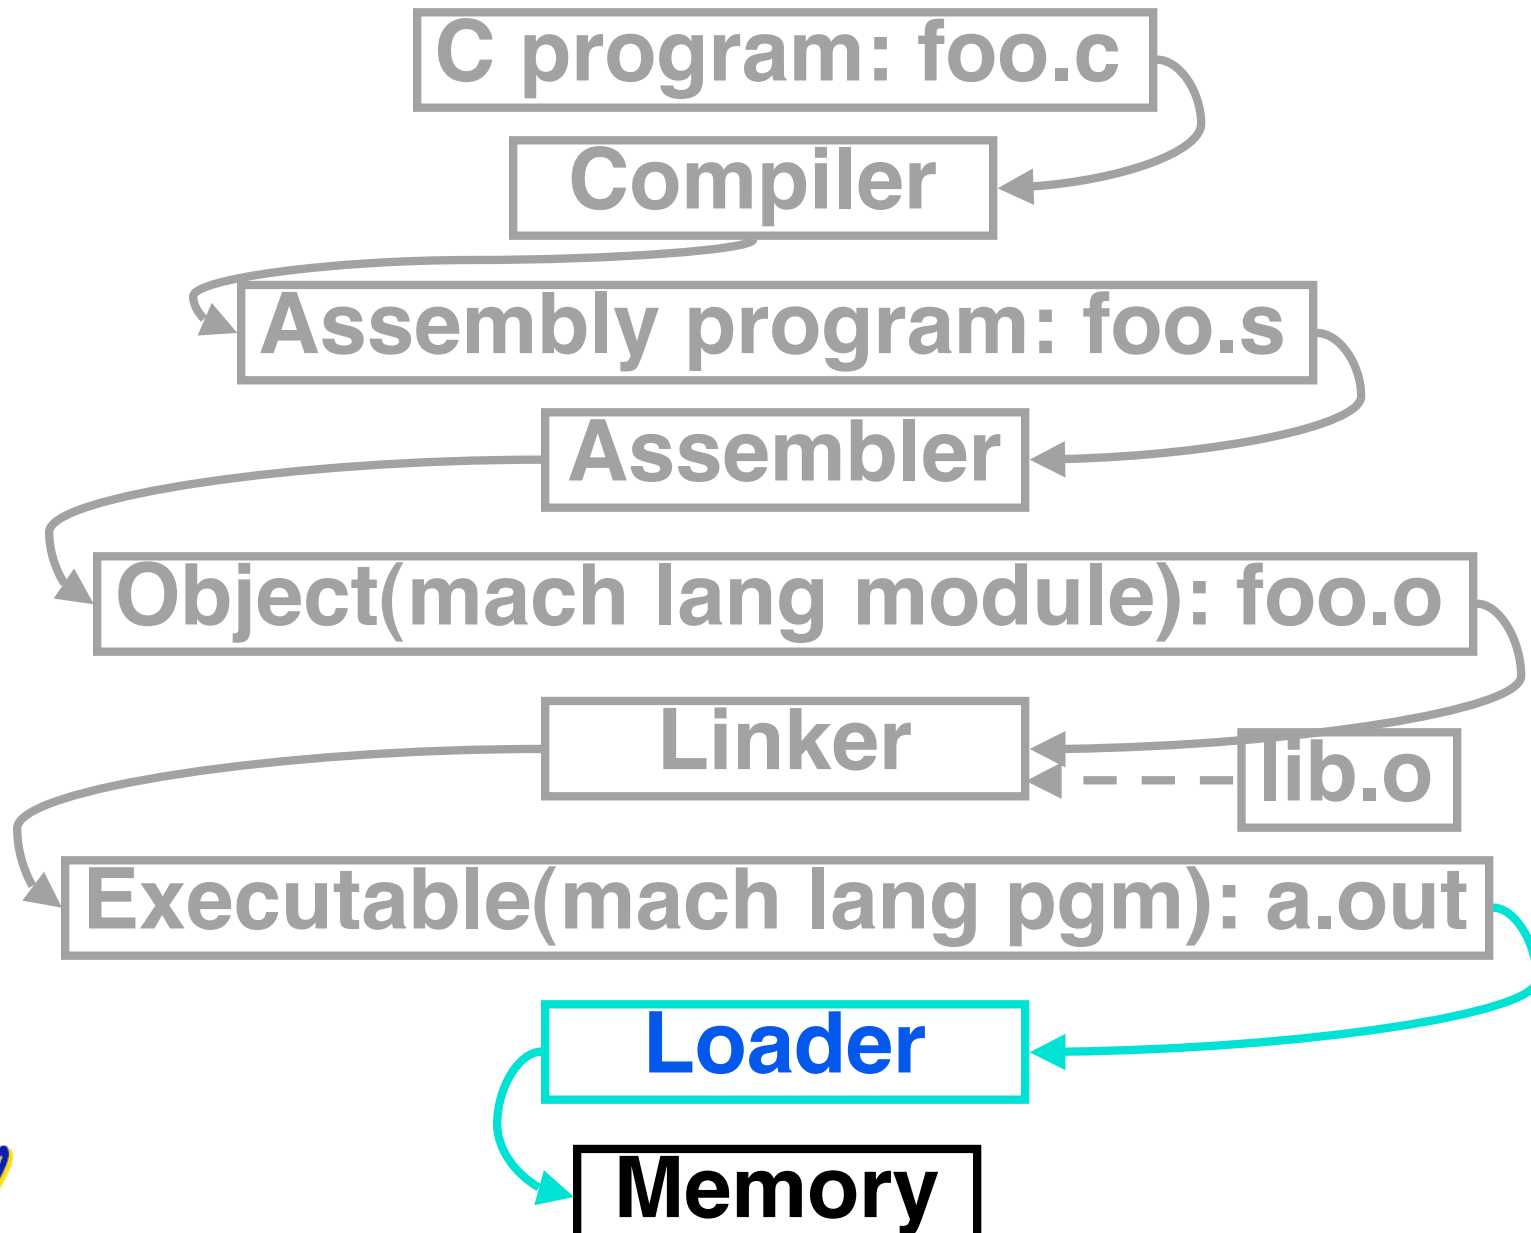 C program: foo.c
Compiler
Assembly program: foo.s
Assembler
Object(mach lang module): foo.o
Linker
lib.o
Executable(mach lang pgm): a.out
Loader
Memory